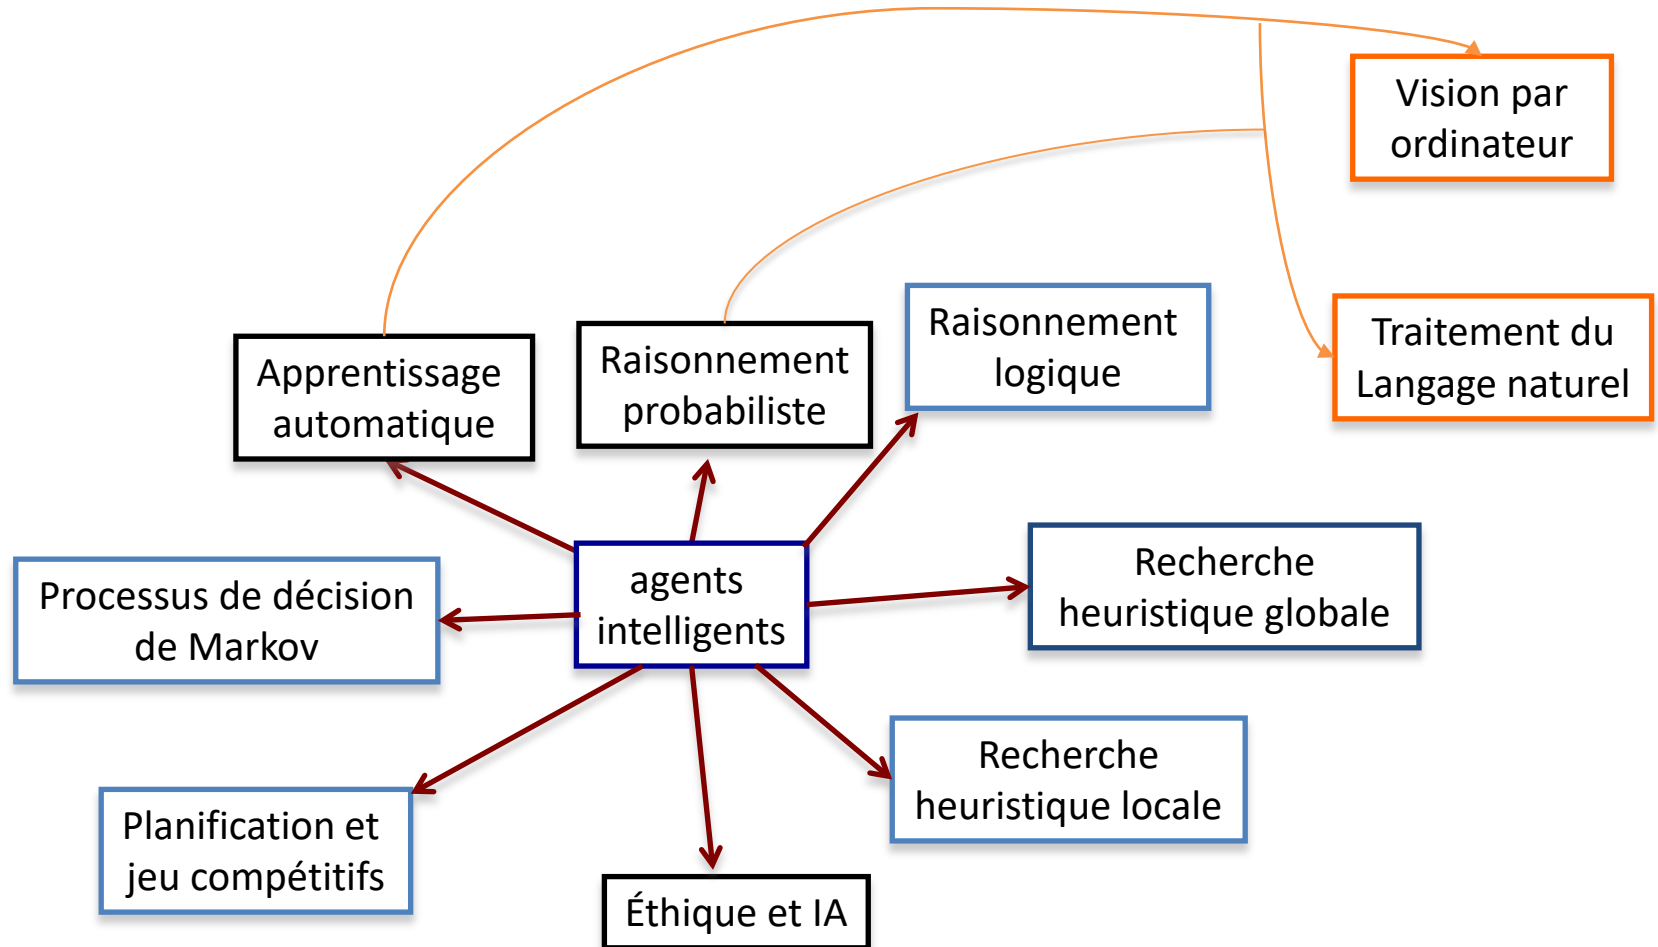 Vision par
ordinateur
Raisonnement
logique
Traitement du
Langage naturel
Raisonnement
probabiliste
Apprentissage
automatique
Recherche
heuristique globale
agents
intelligents
Processus de décision
de Markov
Recherche
heuristique locale
Planification et
jeu compétitifs
Éthique et IA